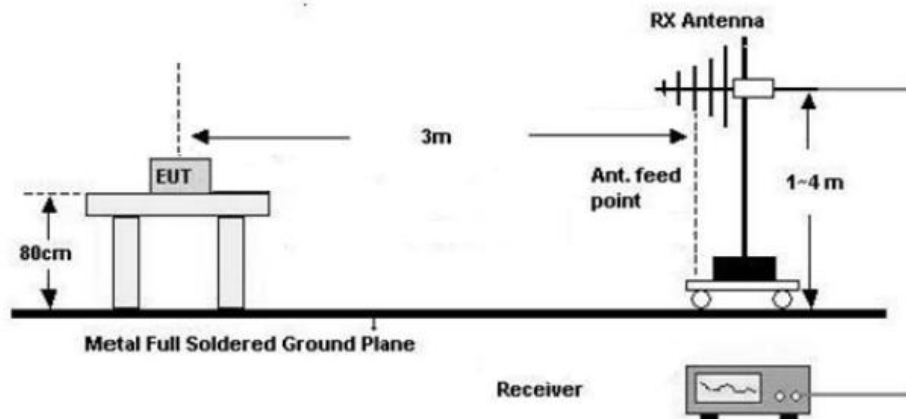 RX Antenna
3m
EUT
Ant. feed
point
1~4 m
80cm
Metal Full Soldered Ground Plane
Receiver